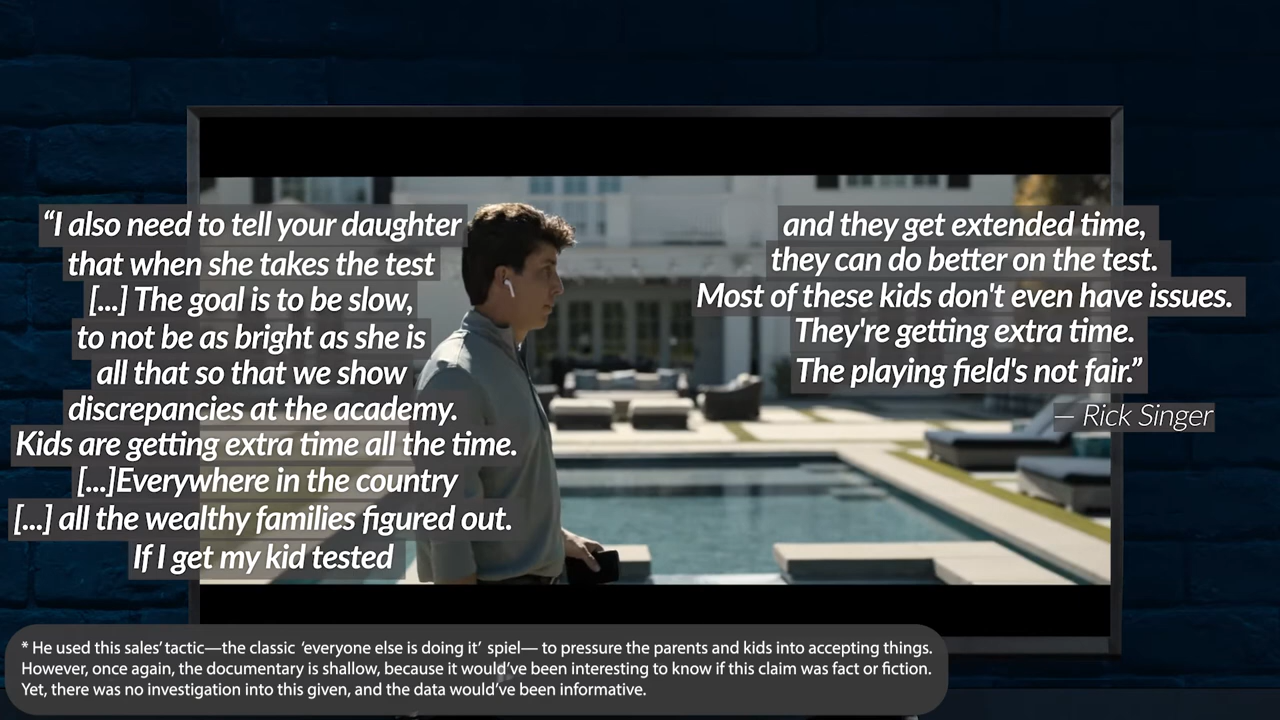 “I also need to tell your daughter
that when she takes the test
[...] The goal is to be slow,
to not be as bright as she is
all that so that we show
discrepancies at the academy.
Kids are getting extra time all the time.
[...]Everywhere in the country
[...] all the wealthy families figured out.
If I get my kid tested
and they get extended time,
they can do better on the test.
Most of these kids don't even have issues.
They're getting extra time.
The playing field's not fair.”
— Rick Singer
* He used this sales’ tactic—the classic ‘everyone else is doing it’ spiel— to pressure the parents and kids into accepting things.
However, once again, the documentary is shallow, because it would’ve been interesting to know if this claim was fact or fiction.
Yet, there was no investigation into this given, and the data would’ve been informative.